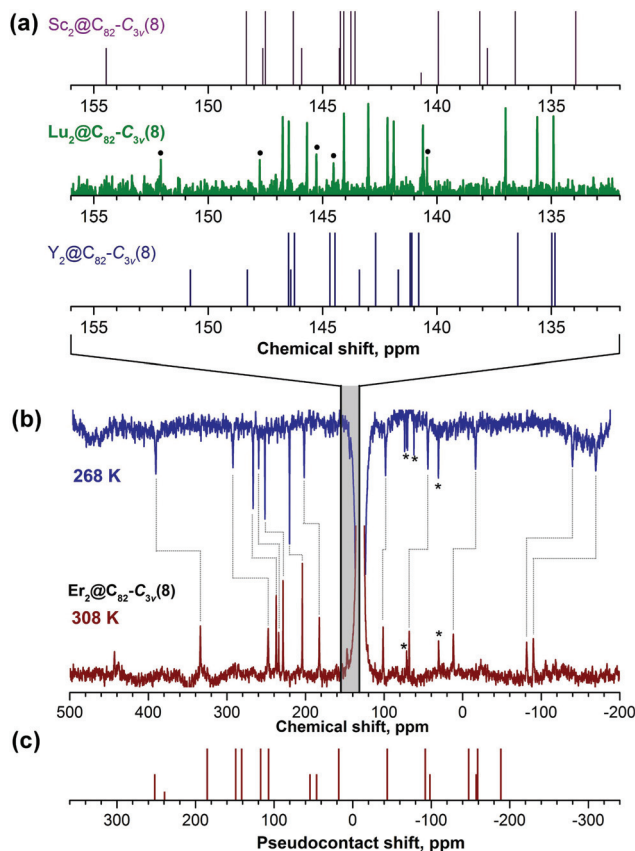 (a)
Sc2@C82-C3v(8)
155 150 145 140 135
Lu2@C82-C3v(8)
155 150 145 140 135
Y2@C82-C3v(8)
155 150 145 140 135
Chemical shift, ppm
(b)
268 K
* * *
Er2@C82-C3v(8)
308 K
* *
500 400 300 200 100 0 -100 -200
Chemical shift, ppm
(c)
300 200 100 0 -100 -200 -300
Pseudocontact shift, ppm